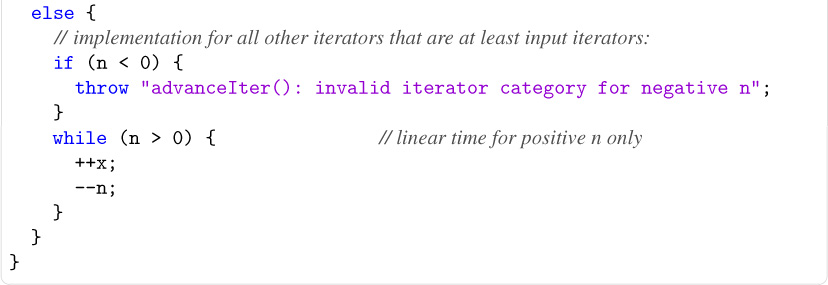 else {
// implementation for all other iterators that are at least input iterators:
if (n < 0) {
throw "advanceIter(): invalid iterator category for negative n";
}
while (n > 0) { // linear time for positive n only
++x;
--n;
}
}
}